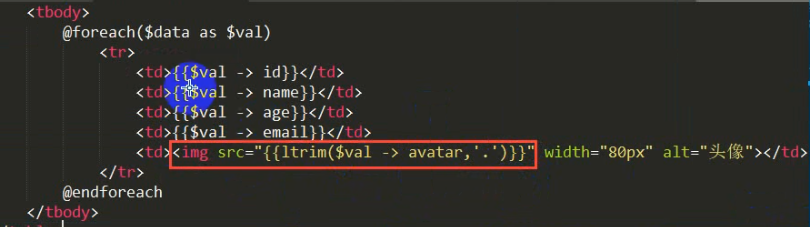 <tbody>
@foreach($data as $val)
<tr>
<td>{{$val -> id}}</td>
<td>{{$val -> name}}</td>
<td>{{$val -> age}}</td>
<td>{{$val -> email}}</td>
<td><img src="{{ltrim($val -> avatar,'.')}}" width="80px" alt="头像"></td>
</tr>
@endforeach
</tbody>